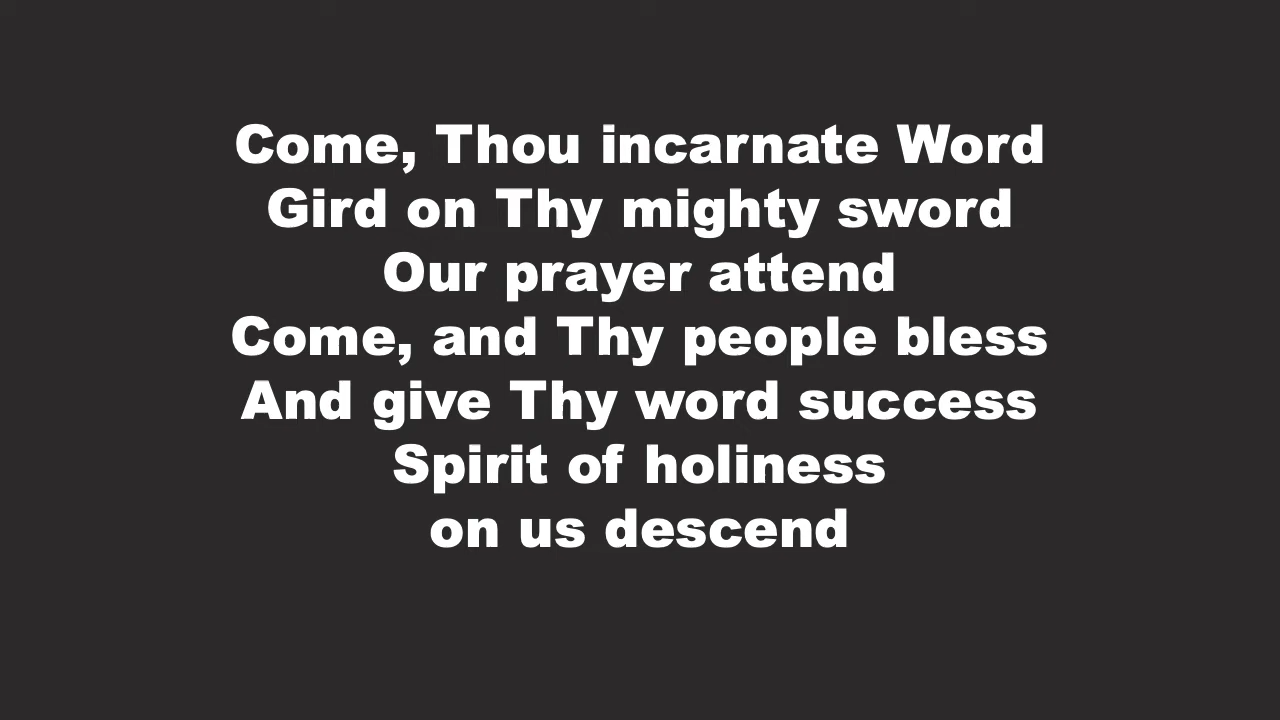 Come, Thou incarnate Word
Gird on Thy mighty sword
Our prayer attend
Come, and Thy people bless
And give Thy word success
Spirit of holiness
on us descend